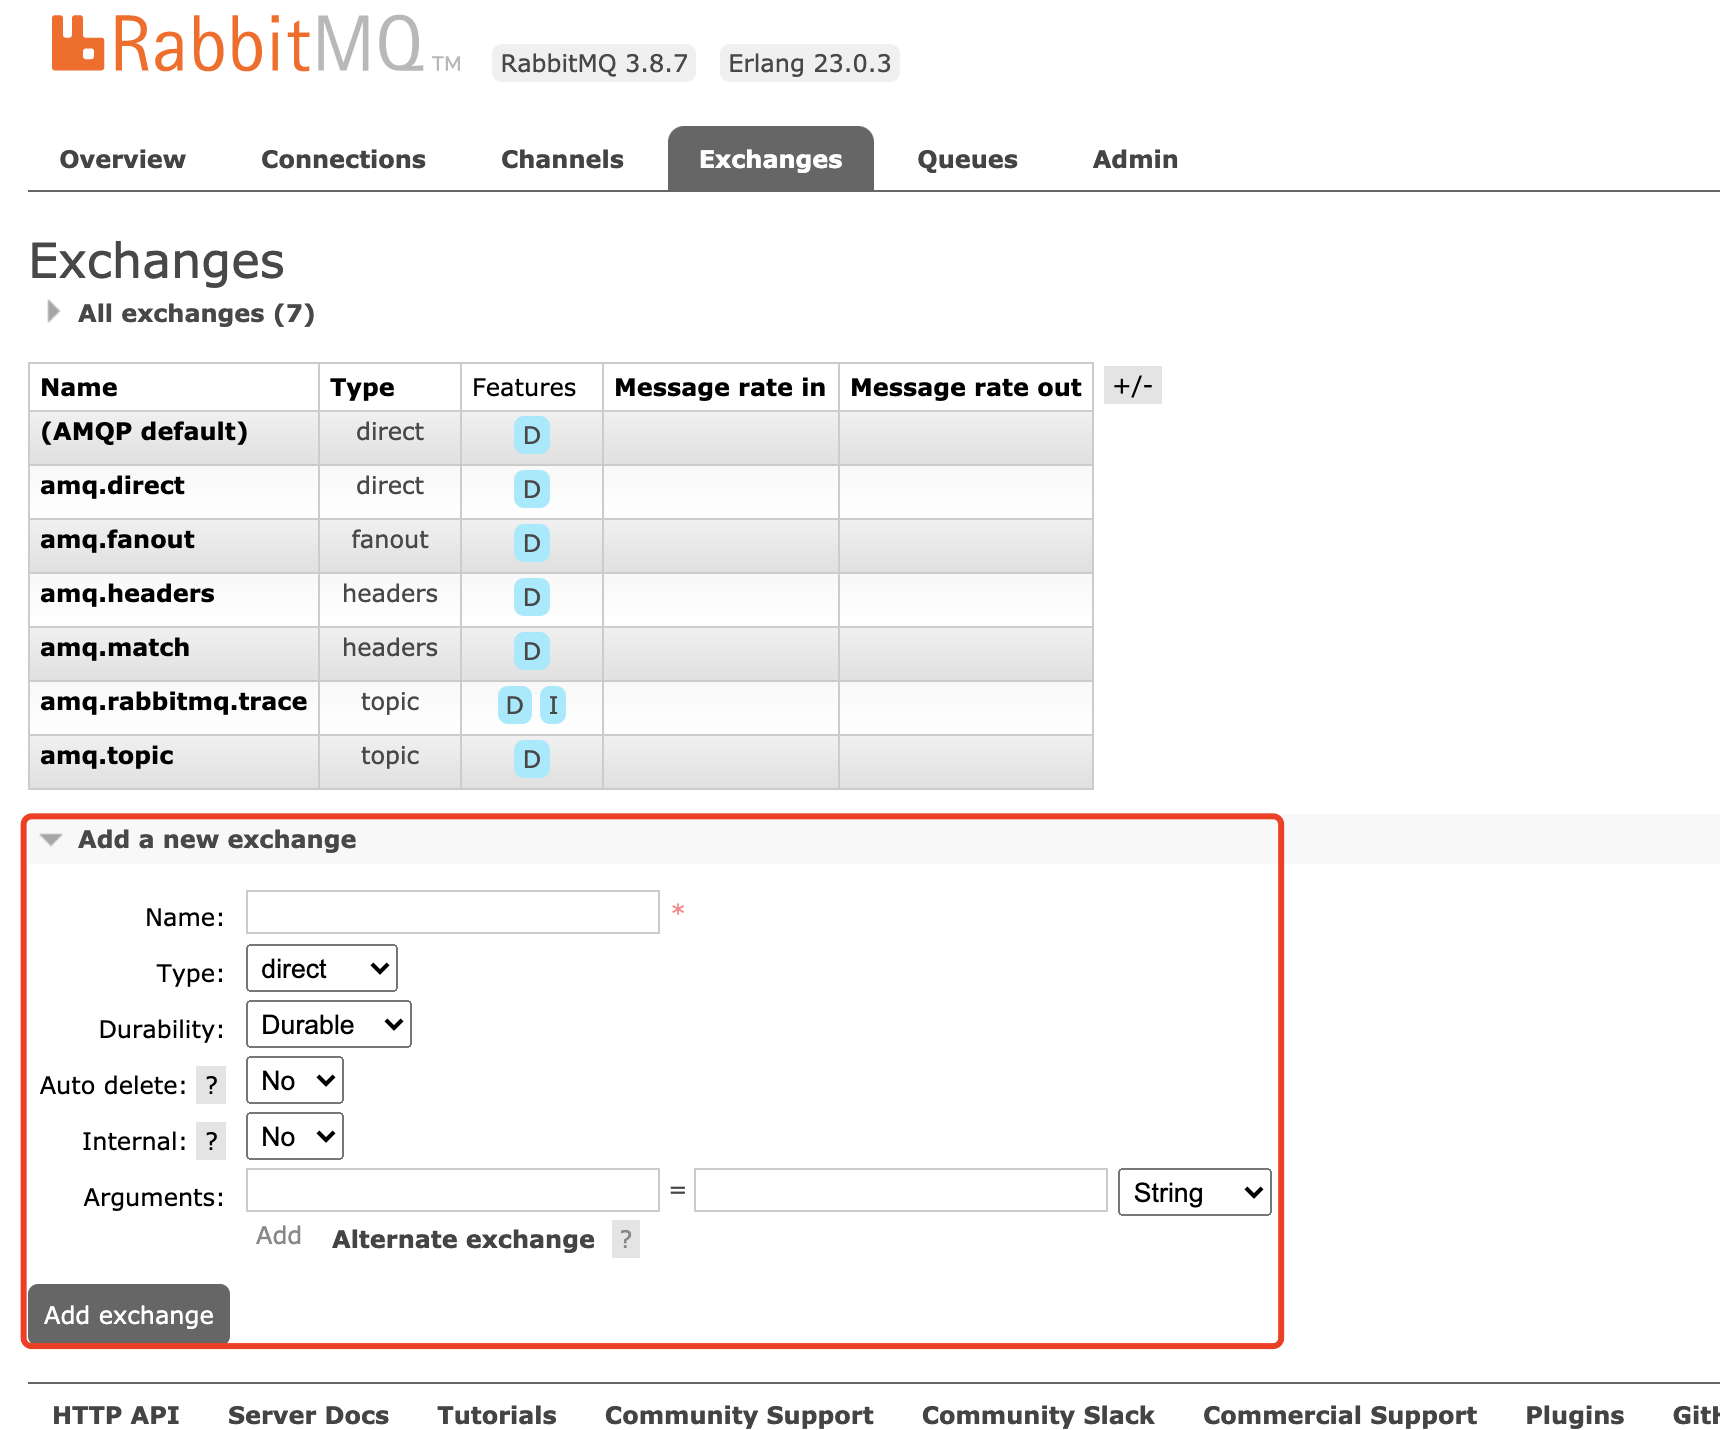 RabbitMQ TM RabbitMQ 3.8.7 Erlang 23.0.3
Overview Connections Channels Exchanges Queues Admin
Exchanges
All exchanges (7)
Name Type Features Message rate in Message rate out +/-
(AMQP default) direct D
amq.direct direct D
amq.fanout fanout D
amq.headers headers D
amq.match headers D
amq.rabbitmq.trace topic D I
amq.topic topic D
Add a new exchange
Name: *
Type: direct
Durability: Durable
Auto delete: ? No
Internal: ? No
Arguments: = String
Add Alternate exchange ?
Add exchange
HTTP API Server Docs Tutorials Community Support Community Slack Commercial Support Plugins